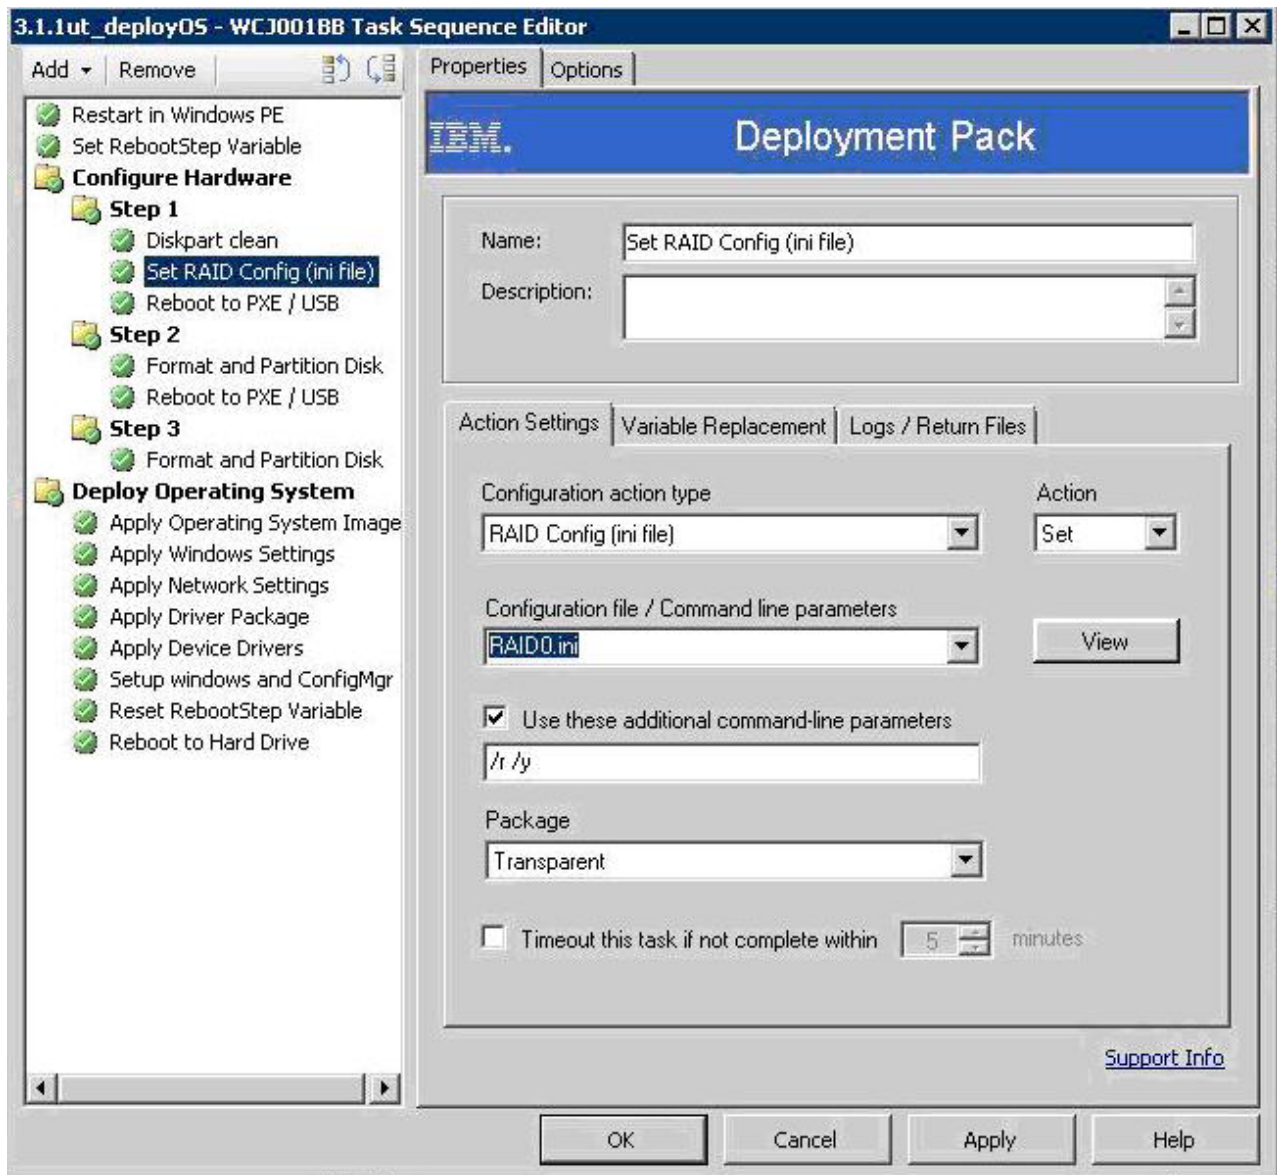 3.1.1ut_deployOS - WCJ001BB Task Sequence Editor
Add Remove
Restart in Windows PE
Set RebootStep Variable
Configure Hardware
Step 1
Diskpart clean
Set RAID Config (ini file)
Reboot to PXE / USB
Step 2
Format and Partition Disk
Reboot to PXE / USB
Step 3
Format and Partition Disk
Deploy Operating System
Apply Operating System Image
Apply Windows Settings
Apply Network Settings
Apply Driver Package
Apply Device Drivers
Setup windows and ConfigMgr
Reset RebootStep Variable
Reboot to Hard Drive
Properties Options
IBM. Deployment Pack
Name: Set RAID Config (ini file)
Description:
Action Settings Variable Replacement Logs / Return Files
Configuration action type Action
RAID Config (ini file) Set
Configuration file / Command line parameters
RAID0.ini View
Use these additional command-line parameters
/r /y
Package
Transparent
Timeout this task if not complete within 5 minutes
Support Info
OK Cancel Apply Help